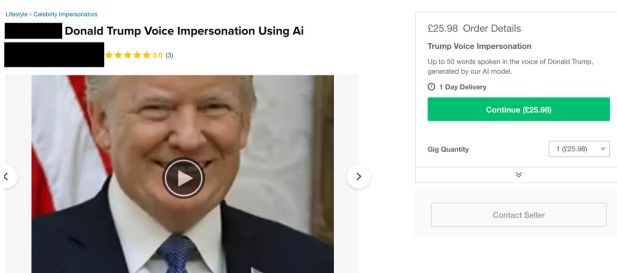 Lifestyle > Celebrity Impersonators
Donald Trump Voice Impersonation Using Ai
5.0 (3)
£25.98 Order Details
Trump Voice Impersonation
Up to 50 words spoken in the voice of Donald Trump,
generated by our AI model.
1 Day Delivery
Continue (£25.98)
Gig Quantity
1 (£25.98)
Contact Seller